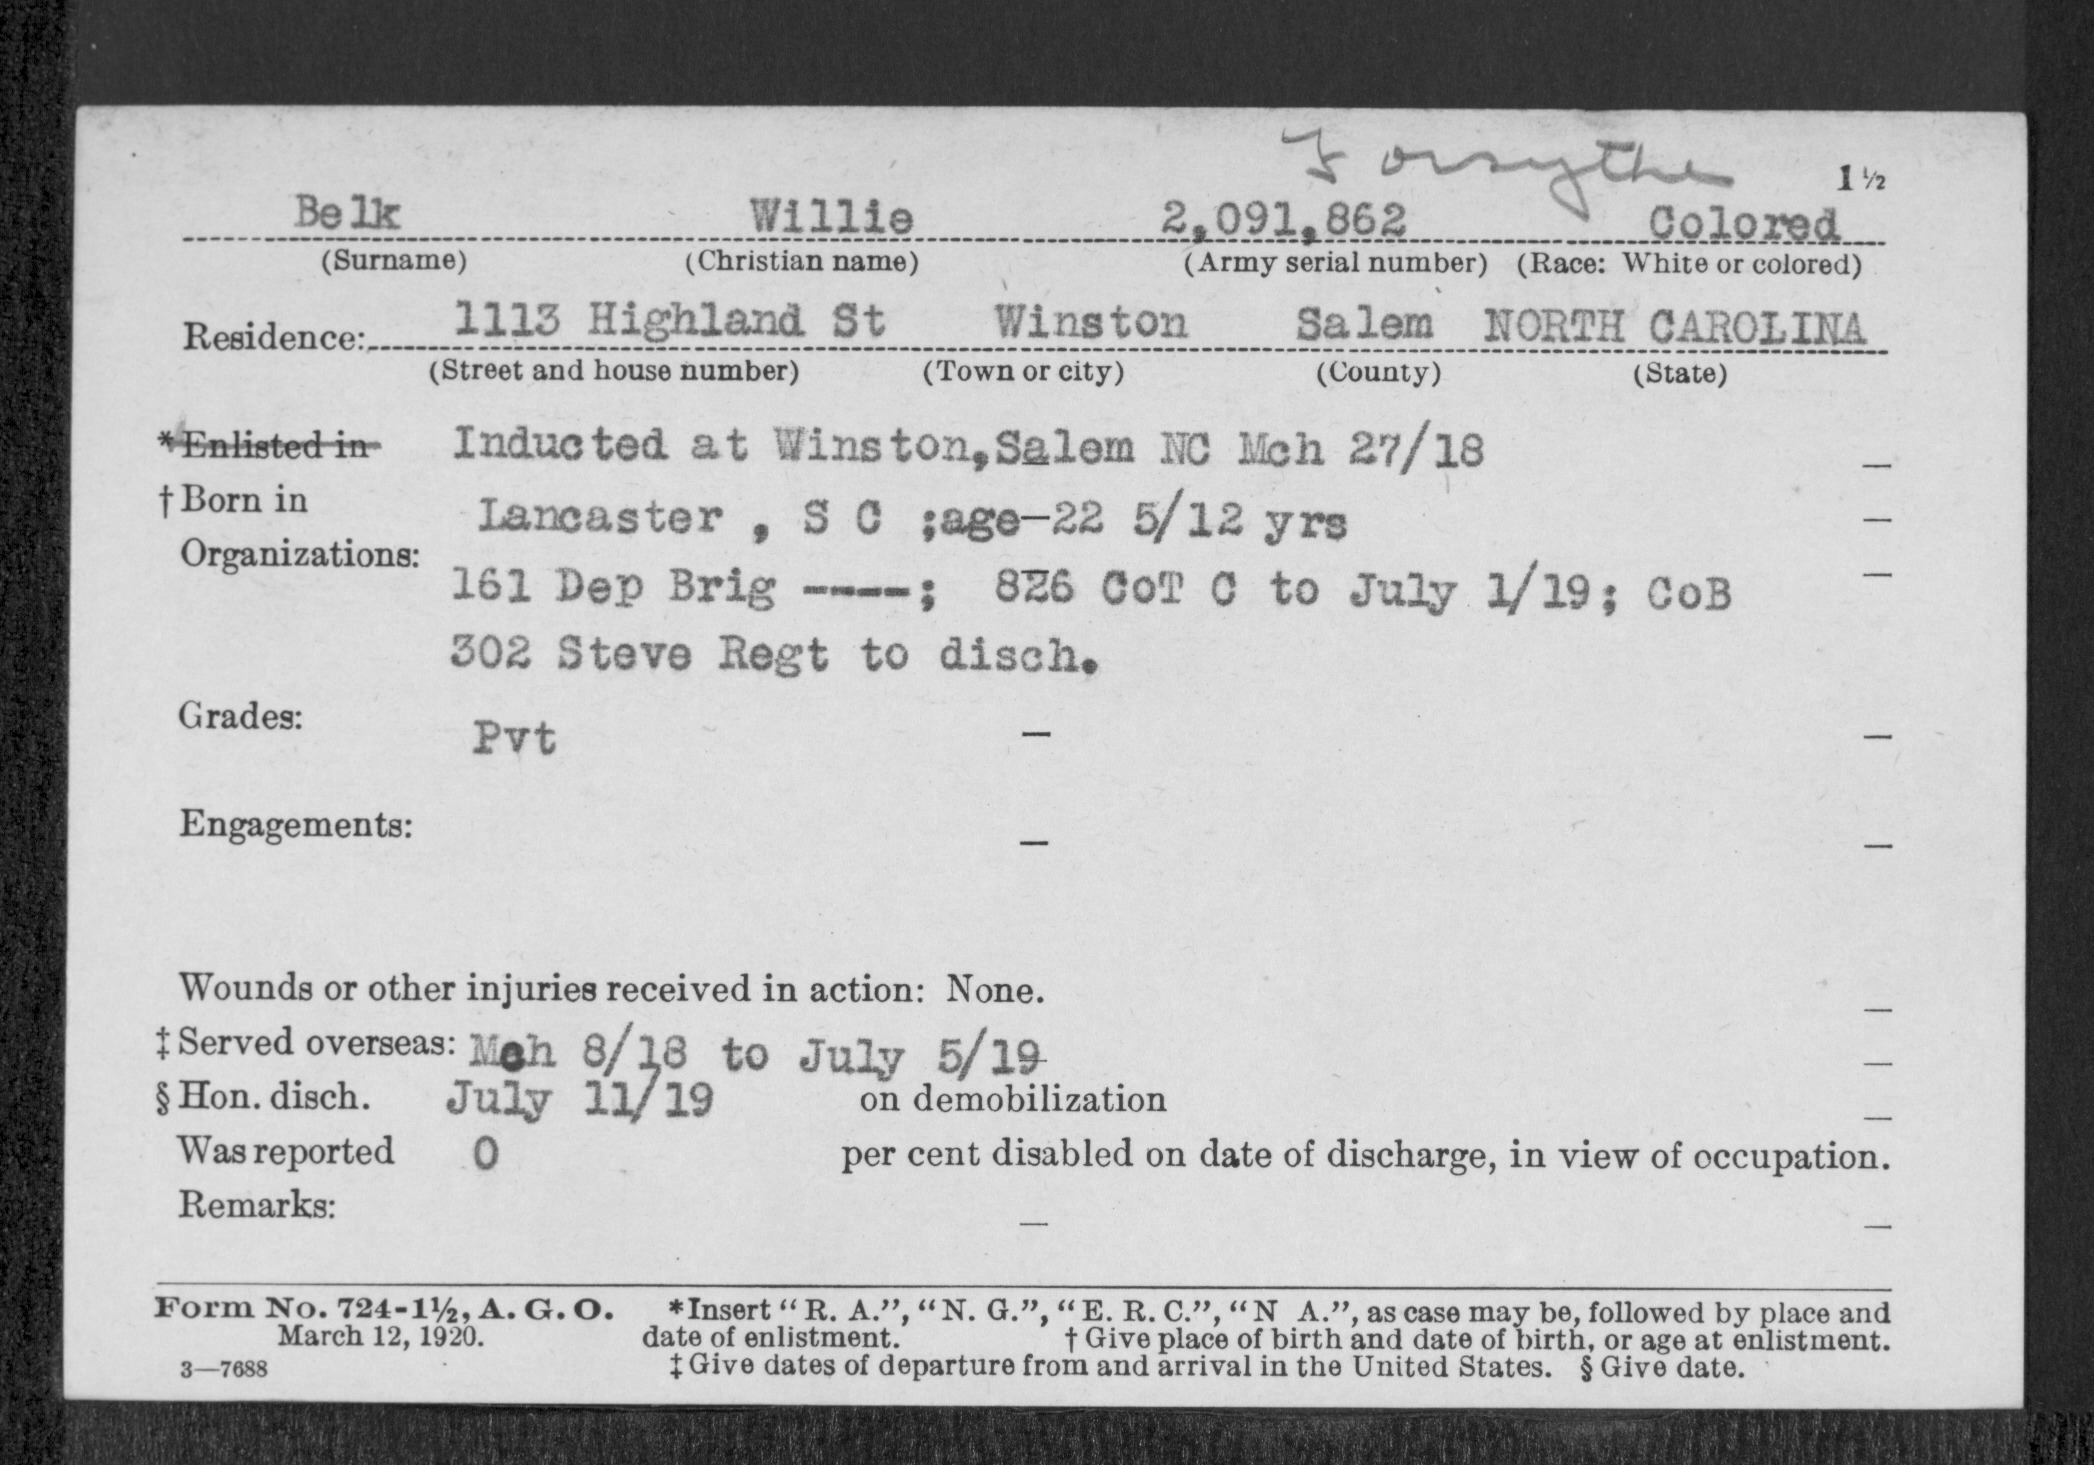 Forsythe 1½
Belk Willie 2,091,862 Colored
(Surname) (Christian name) (Army serial number) (Race: White or colored)
Residence: 1113 Highland St Winston Salem NORTH CAROLINA
(Street and house number) (Town or city) (County) (State)
*Enlisted in Inducted at Winston,Salem NC Mch 27/18 –
†Born in Lancaster , S C ;age-22 5/12 yrs –
Organizations: –
161 Dep Brig ----; 826 CoT C to July 1/19; CoB
302 Steve Regt to disch.
Grades: Pvt – –
Engagements: – –
Wounds or other injuries received in action: None. –
‡Served overseas: Mch 8/18 to July 5/19 –
§Hon. disch. July 11/19 on demobilization –
Was reported 0 per cent disabled on date of discharge, in view of occupation.
Remarks: – –
Form No. 724-1½, A. G. O. *Insert "R. A.", "N. G.", "E. R. C.", "N A.", as case may be, followed by place and
March 12, 1920. date of enlistment. †Give place of birth and date of birth, or age at enlistment.
3—7688 ‡Give dates of departure from and arrival in the United States. §Give date.